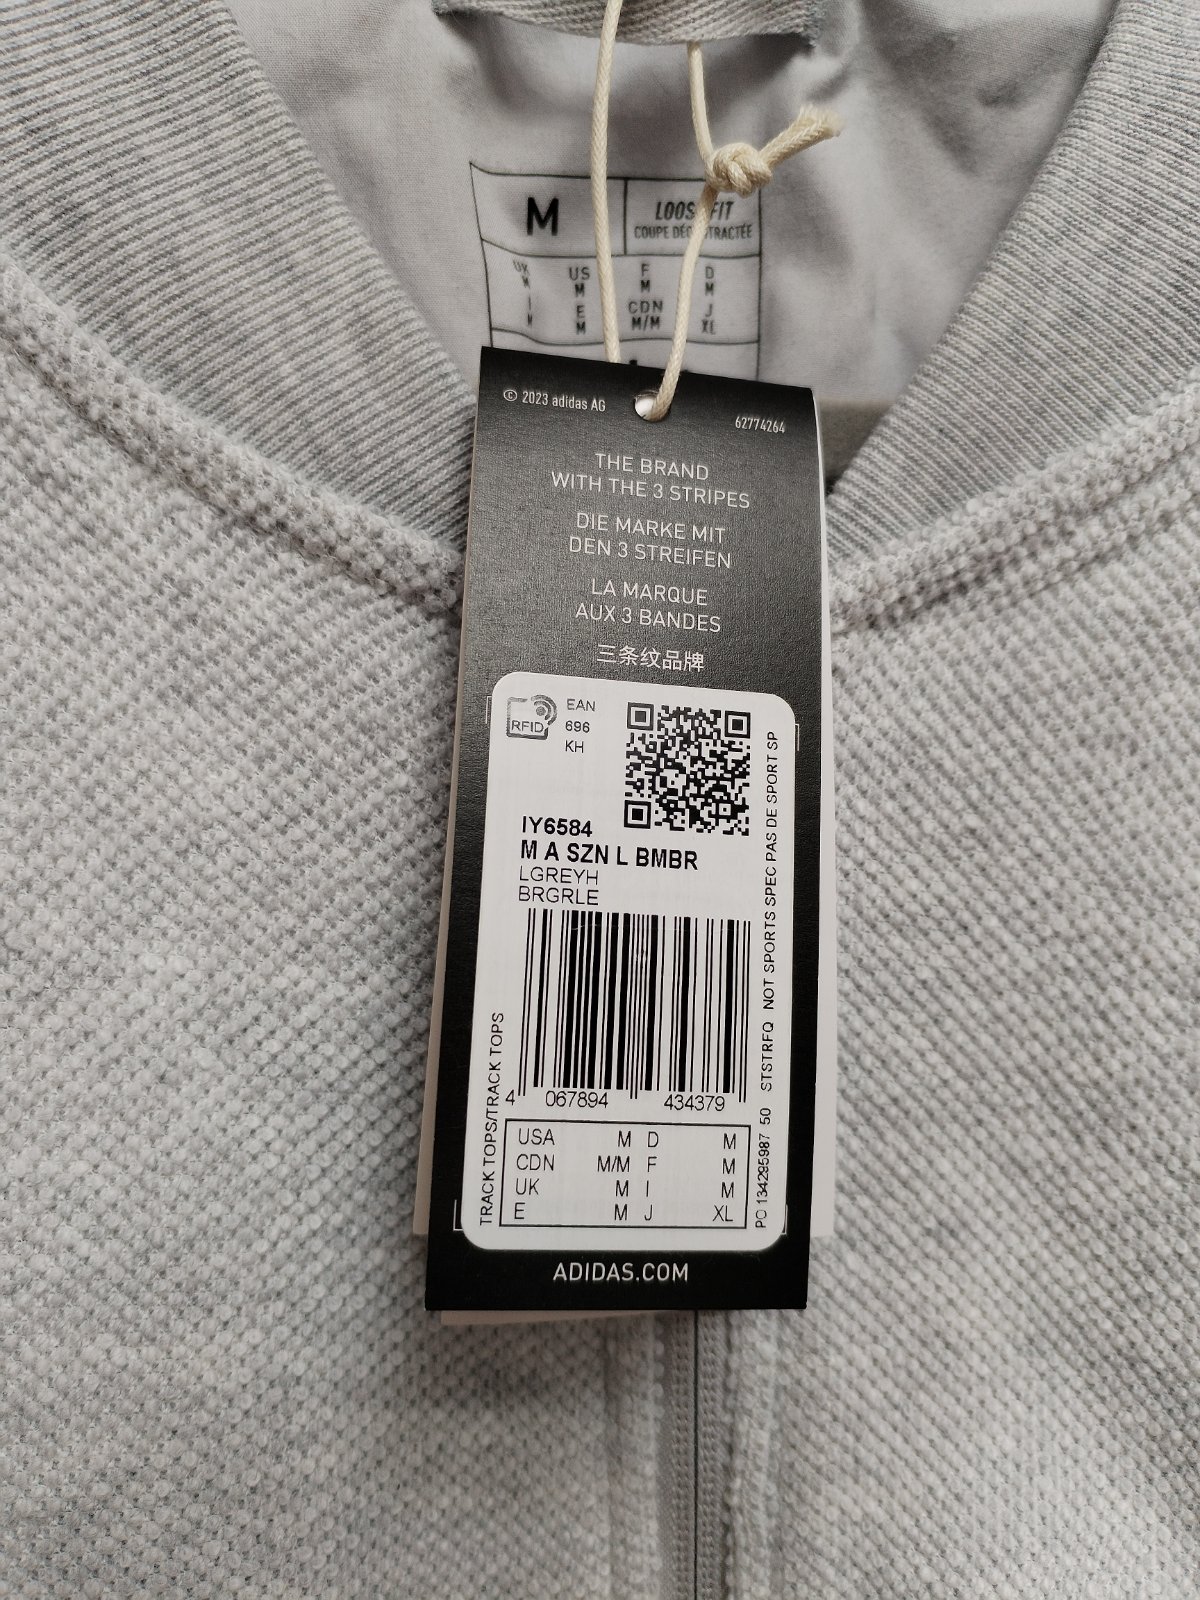 M
LOOS FIT
COUPE DÉC TRACTÉE
UK US F D
M M M M
I E CDN J
M M M/M XL
© 2023 adidas AG
62774264
THE BRAND
WITH THE 3 STRIPES
DIE MARKE MIT
DEN 3 STREIFEN
LA MARQUE
AUX 3 BANDES
三条纹品牌
RFID
EAN
696
KH
IY6584
M A SZN L BMBR
LGREYH
BRGRLE
4 067894 434379
TRACK TOPS/TRACK TOPS
PO 134295987 50 STSTRFQ NOT SPORTS SPEC PAS DE SPORT SP
USA M D M
CDN M/M F M
UK M I M
E M J XL
ADIDAS.COM